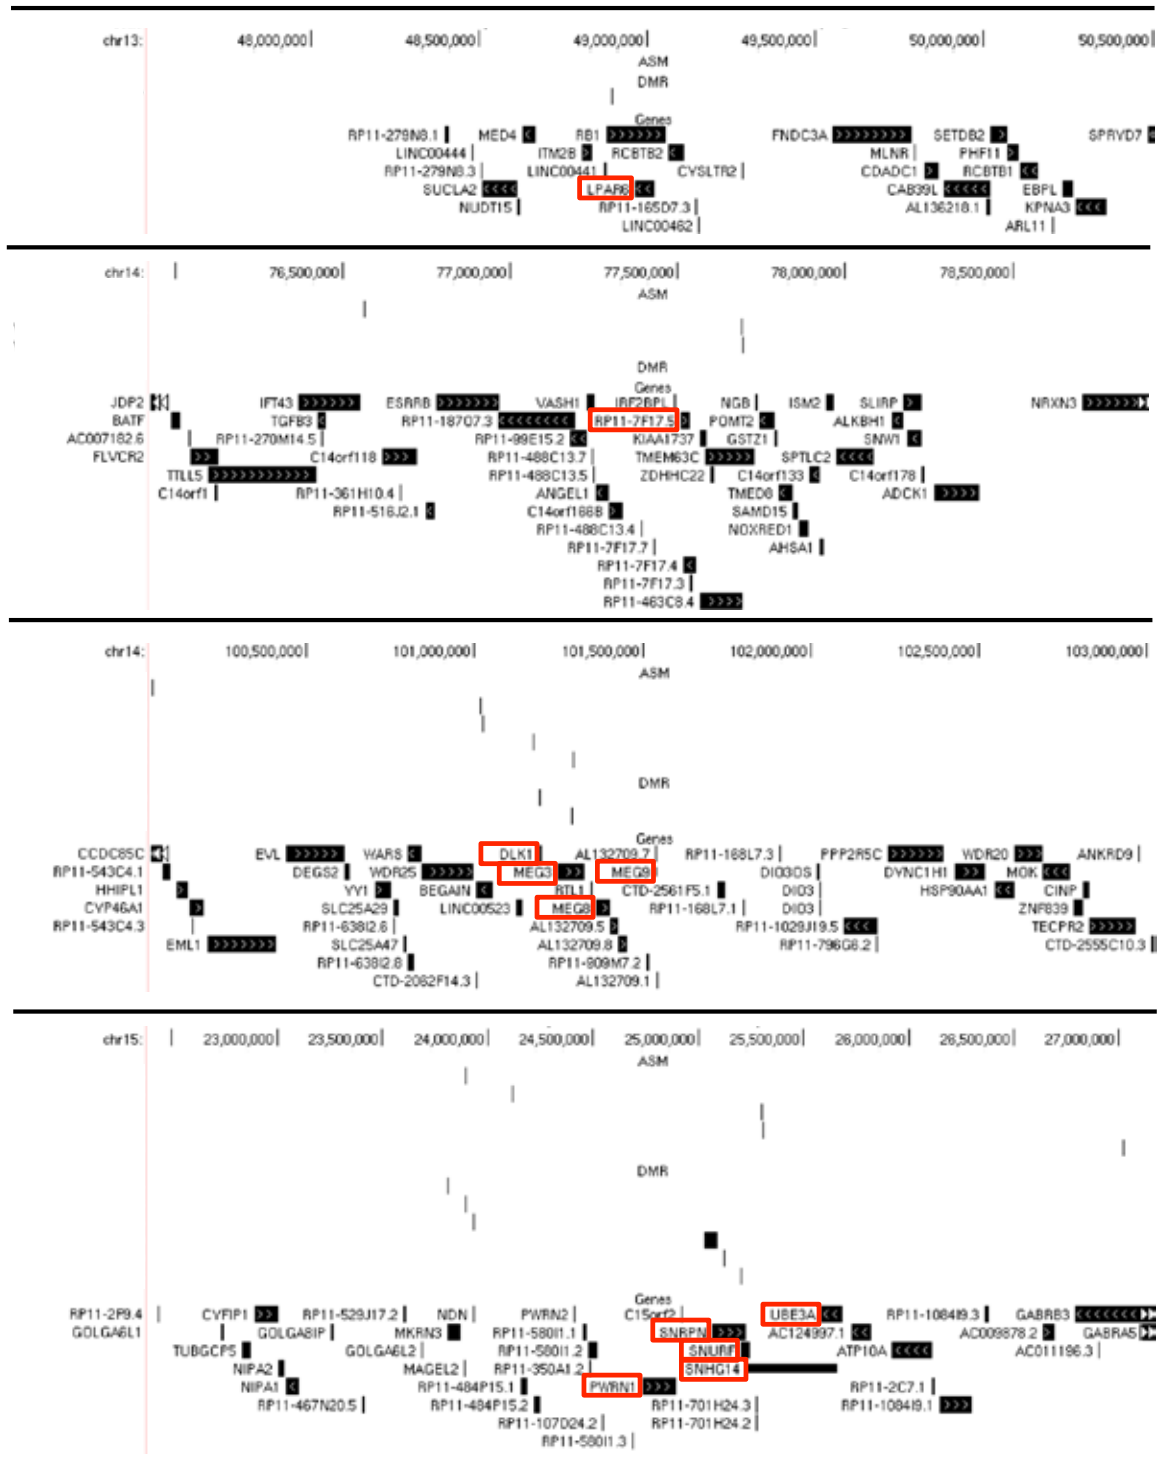 chr13: 48,000,000| 48,500,000| 49,000,000| 49,500,000| 50,000,000| 50,500,000|
ASM
DMR
Genes
RP11-279N8.1 MED4 RB1 FNDC3A SETDB2 SPRYD7
LINC00444 ITM2B RCBTB2 MLNR PHF11
RP11-279N8.3 LINC00441 CYSLTR2 CDADC1 RCBTB1
SUCLA2 LPAR6 CAB39L EBPL
NUDT15 RP11-165D7.3 AL136218.1 KPNA3
LINC00462 ARL11
chr14: 76,500,000| 77,000,000| 77,500,000| 78,000,000| 78,500,000|
ASM
DMR
Genes
JDP2 IFT43 ESRRB VASH1 IRF2BPL NGB ISM2 SLIRP NRXN3
BATF TGFB3 RP11-187O7.3 RP11-7F17.5 POMT2 ALKBH1
AC007182.6 RP11-270M14.5 RP11-99E15.2 KIAA1737 GSTZ1 SNW1
FLVCR2 C14orf118 RP11-488C13.7 TMEM63C SPTLC2
TTLL5 RP11-488C13.5 ZDHHC22 C14orf133 C14orf178
C14orf1 RP11-361H10.4 ANGEL1 TMED8 ADCK1
RP11-516J2.1 C14orf166B SAMD15
RP11-488C13.4 NOXRED1
RP11-7F17.7 AHSA1
RP11-7F17.4
RP11-7F17.3
RP11-463C8.4
chr14: 100,500,000| 101,000,000| 101,500,000| 102,000,000| 102,500,000| 103,000,000|
ASM
DMR
Genes
CCDC85C EVL WARS DLK1 AL132709.7 RP11-168L7.3 PPP2R5C WDR20 ANKRD9
RP11-543C4.1 DEGS2 WDR25 MEG3 MEG9 DIO3OS DYNC1H1 MOK
HHIPL1 YY1 BEGAIN RTL1 CTD-2561F5.1 DIO3 HSP90AA1 CINP
CYP46A1 SLC25A29 LINC00523 MEG8 RP11-168L7.1 DIO3 ZNF839
RP11-543C4.3 RP11-638I2.6 AL132709.5 RP11-1029J19.5 TECPR2
EML1 SLC25A47 AL132709.8 RP11-796G8.2 CTD-2555C10.3
RP11-638I2.8 RP11-909M7.2
CTD-2062F14.3 AL132709.1
chr15: 23,000,000| 23,500,000| 24,000,000| 24,500,000| 25,000,000| 25,500,000| 26,000,000| 26,500,000| 27,000,000|
ASM
DMR
Genes
RP11-2F9.4 CYFIP1 RP11-529J17.2 NDN PWRN2 C15orf2 UBE3A RP11-1084I9.3 GABRB3
GOLGA6L1 GOLGA8IP MKRN3 RP11-580I1.1 SNRPN AC124997.1 AC009878.2 GABRA5
TUBGCP5 GOLGA6L2 RP11-580I1.2 SNURF ATP10A AC011196.3
NIPA2 MAGEL2 RP11-350A1.2 SNHG14
NIPA1 RP11-484P15.1 PWRN1 RP11-2C7.1
RP11-467N20.5 RP11-484P15.2 RP11-701H24.3 RP11-1084I9.1
RP11-107D24.2 RP11-701H24.2
RP11-580I1.3